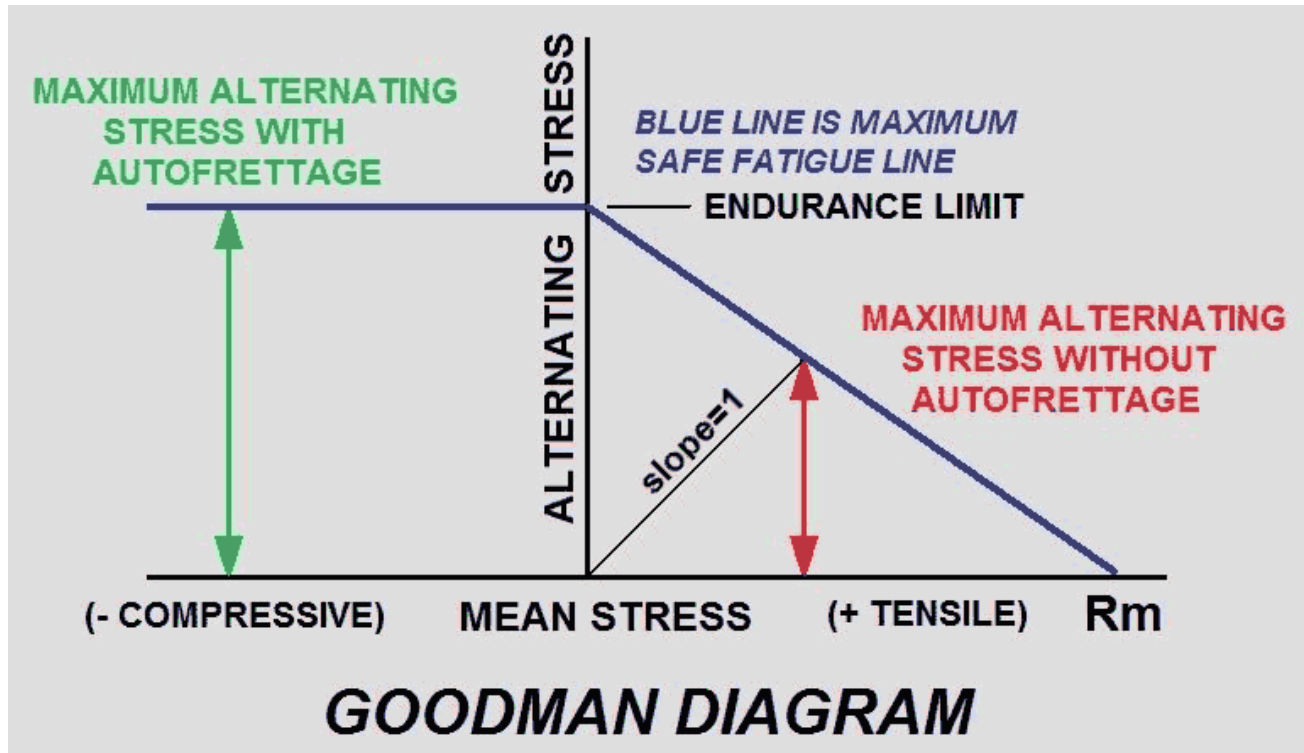 MAXIMUM ALTERNATING
STRESS WITH
AUTOFRETTAGE
ALTERNATING STRESS
BLUE LINE IS MAXIMUM
SAFE FATIGUE LINE
ENDURANCE LIMIT
MAXIMUM ALTERNATING
STRESS WITHOUT
AUTOFRETTAGE
slope=1
(- COMPRESSIVE) MEAN STRESS (+ TENSILE) Rm
GOODMAN DIAGRAM